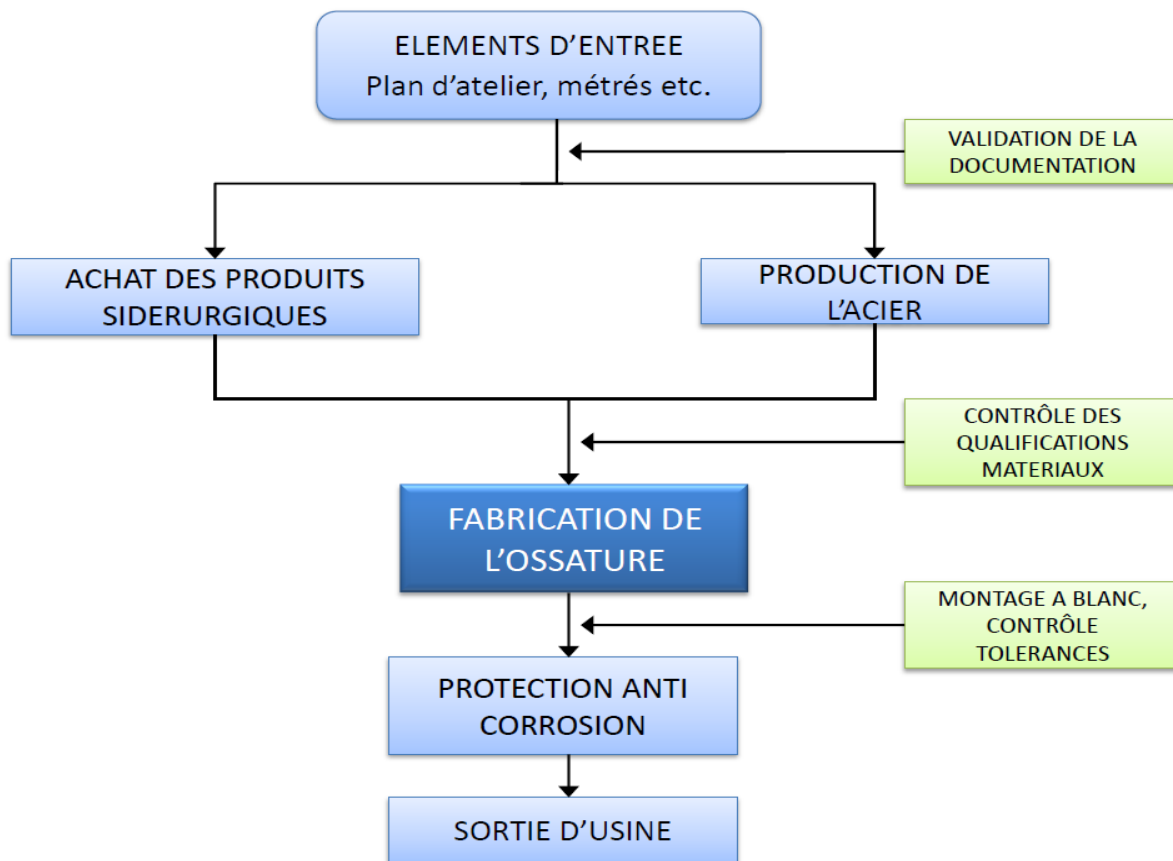 ELEMENTS D’ENTREE
Plan d’atelier, métrés etc.
VALIDATION DE LA
DOCUMENTATION
ACHAT DES PRODUITS
SIDERURGIQUES
PRODUCTION DE
L’ACIER
CONTRÔLE DES
QUALIFICATIONS
MATERIAUX
FABRICATION DE
L’OSSATURE
MONTAGE A BLANC,
CONTRÔLE
TOLERANCES
PROTECTION ANTI
CORROSION
SORTIE D’USINE